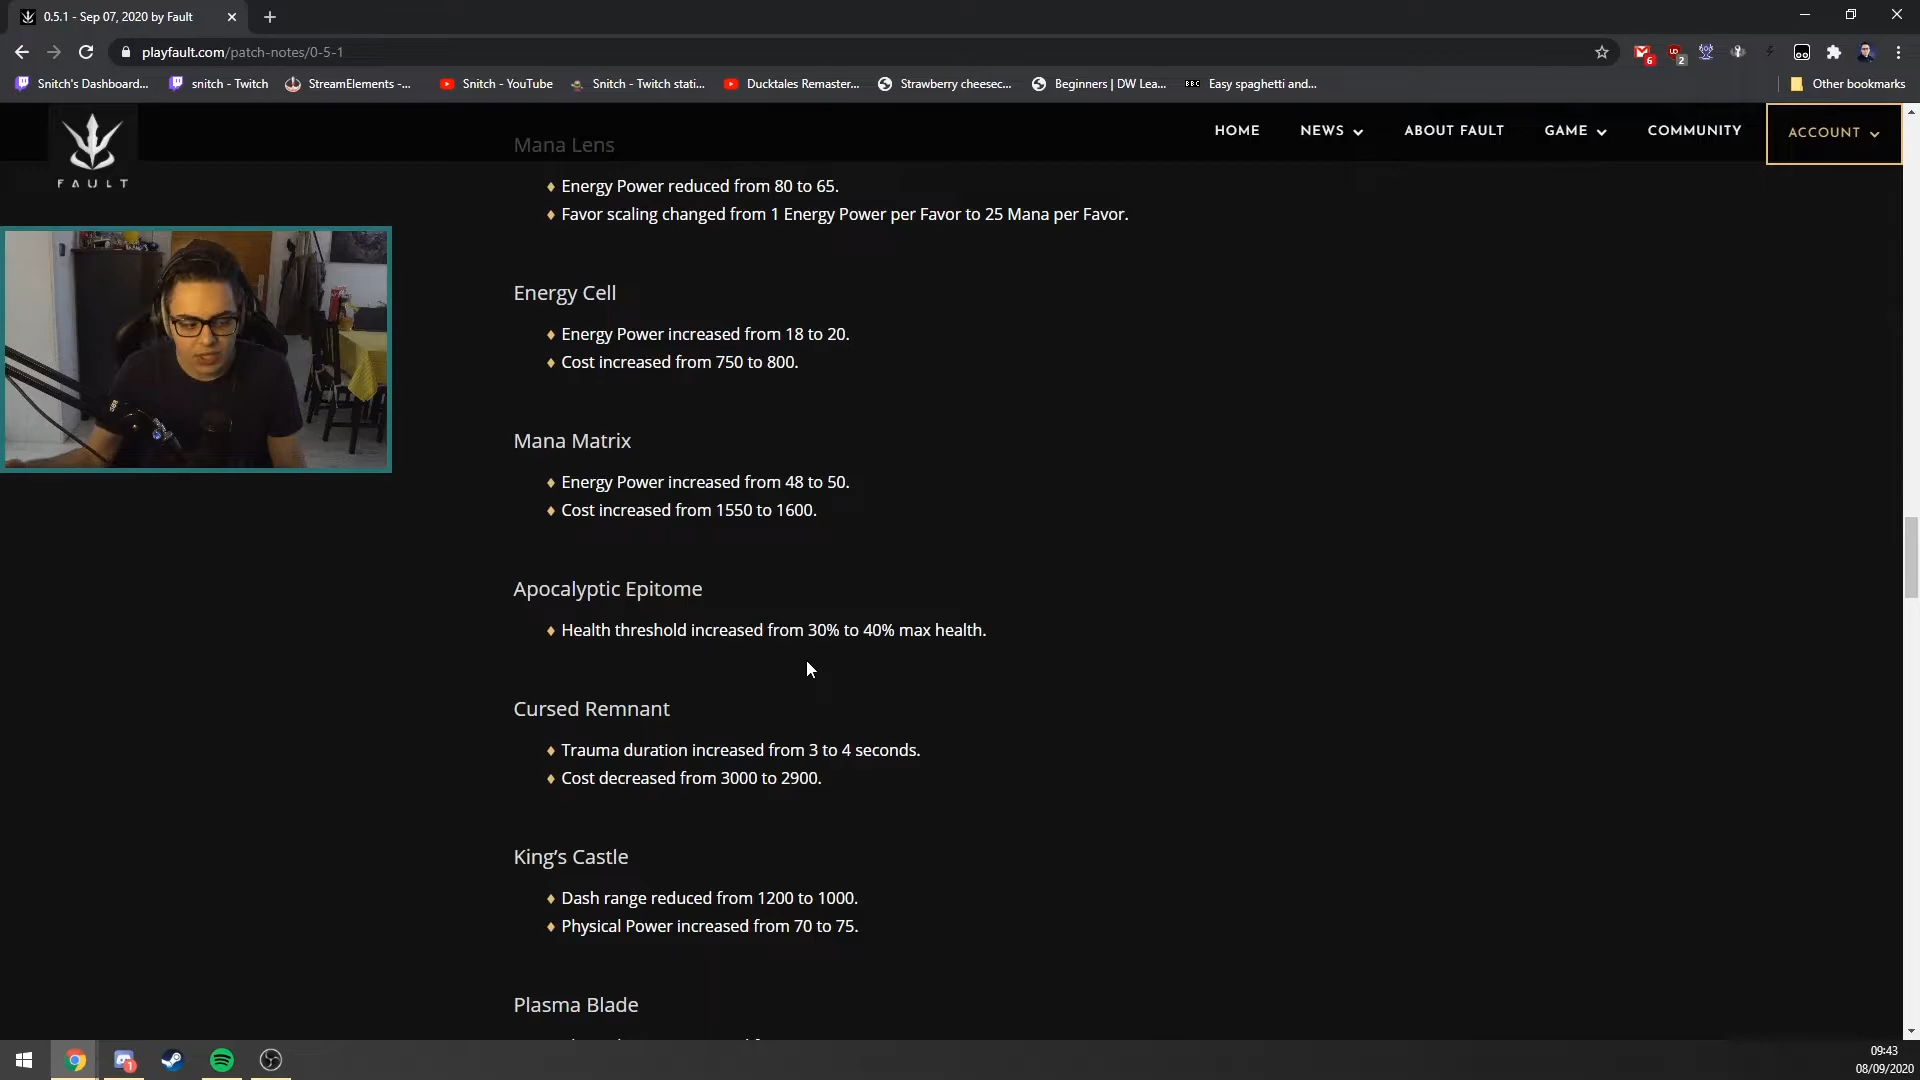 0.5.1 - Sep 07, 2020 by Fault
playfault.com/patch-notes/0-5-1
6
2
Snitch's Dashboard...
snitch - Twitch
StreamElements -...
Snitch - YouTube
Snitch - Twitch stati...
Ducktales Remaster...
Strawberry cheesec...
Beginners | DW Lea...
BBC
Easy spaghetti and...
Other bookmarks
FAULT
HOME
NEWS
ABOUT FAULT
GAME
COMMUNITY
ACCOUNT
Mana Lens
Energy Power reduced from 80 to 65.
Favor scaling changed from 1 Energy Power per Favor to 25 Mana per Favor.
Energy Cell
Energy Power increased from 18 to 20.
Cost increased from 750 to 800.
Mana Matrix
Energy Power increased from 48 to 50.
Cost increased from 1550 to 1600.
Apocalyptic Epitome
Health threshold increased from 30% to 40% max health.
Cursed Remnant
Trauma duration increased from 3 to 4 seconds.
Cost decreased from 3000 to 2900.
King's Castle
Dash range reduced from 1200 to 1000.
Physical Power increased from 70 to 75.
Plasma Blade
1
09:43
08/09/2020